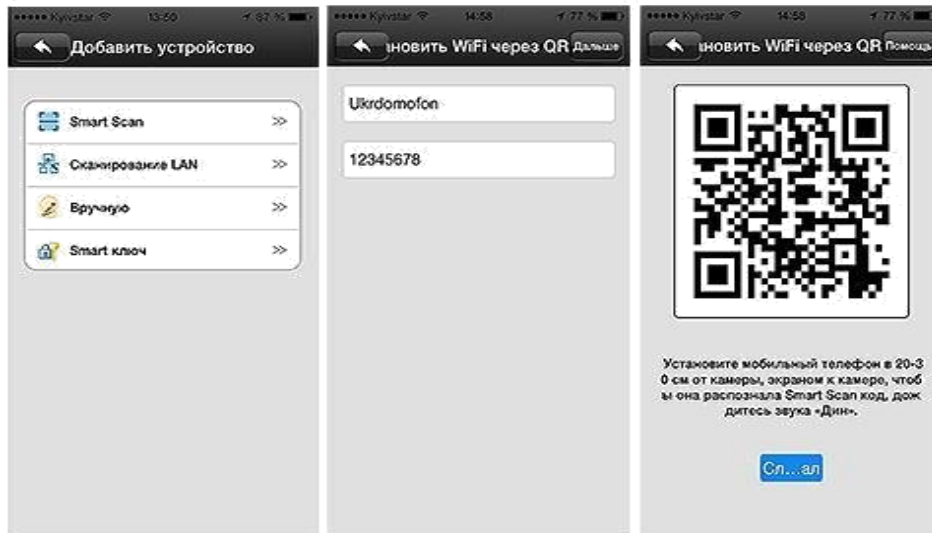 Kyivstar 13:50 87 %
Добавить устройство
Smart Scan >>
Сканирование LAN >>
Вручную >>
Smart ключ >>
Kyivstar 14:58 77 %
ановить WiFi через QR Дальше
Ukrdomofon
12345678
Kyivstar 14:58 77 %
ановить WiFi через QR Помощь
Установите мобильный телефон в 20-3
0 см от камеры, экраном к камере, чтоб
ы она распознала Smart Scan код, дож
дитесь звука «Дин».
Сл...ал